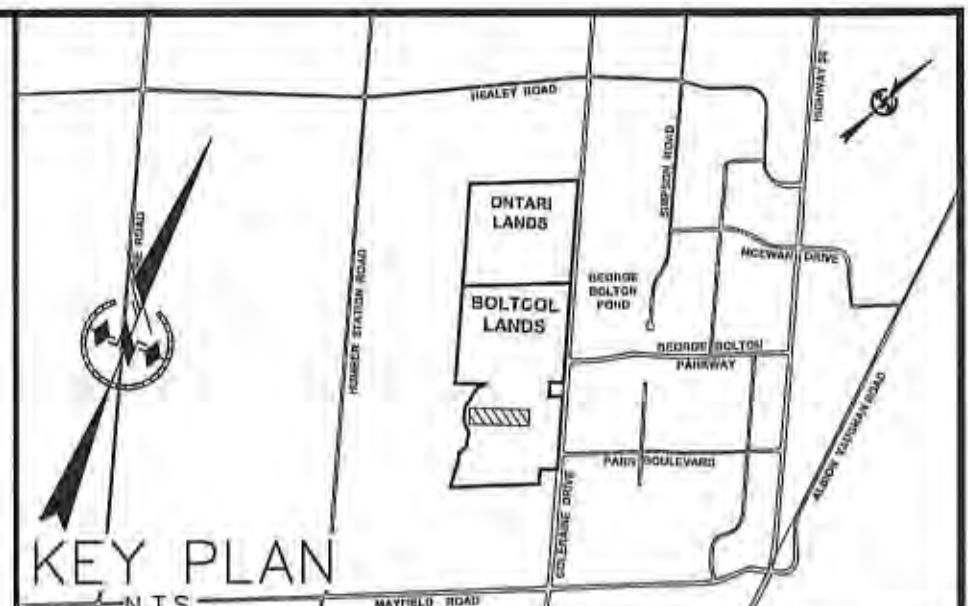 HEALEY ROAD
HIGHWAY 50
SIMPSON ROAD
ONTARI
LANDS
MCEWAN DRIVE
GEORGE
BOLTON
POND
HUMBER STATION ROAD
BOLTCOL
LANDS
GEORGE BOLTON
PARKWAY
PARR BOULEVARD
ALBION VAUGHAN ROAD
COLERAINE DRIVE
ROAD
KEY PLAN
N.T.S.
MAYFIELD ROAD